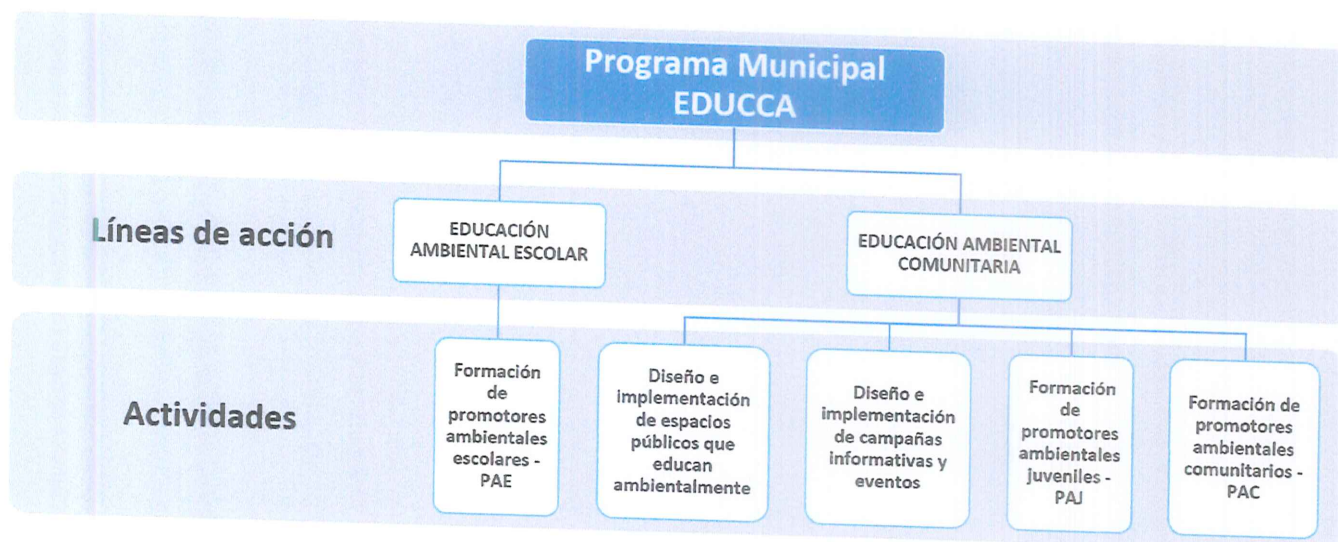 Programa Municipal
EDUCCA
Líneas de acción
EDUCACIÓN
AMBIENTAL ESCOLAR
EDUCACIÓN AMBIENTAL
COMUNITARIA
Actividades
Formación
de
promotores
ambientales
escolares -
PAE
Diseño e
implementación
de espacios
públicos que
educan
ambientalmente
Diseño e
implementación
de campañas
informativas y
eventos
Formación
de
promotores
ambientales
juveniles -
PAJ
Formación de
promotores
ambientales
comunitarios -
PAC